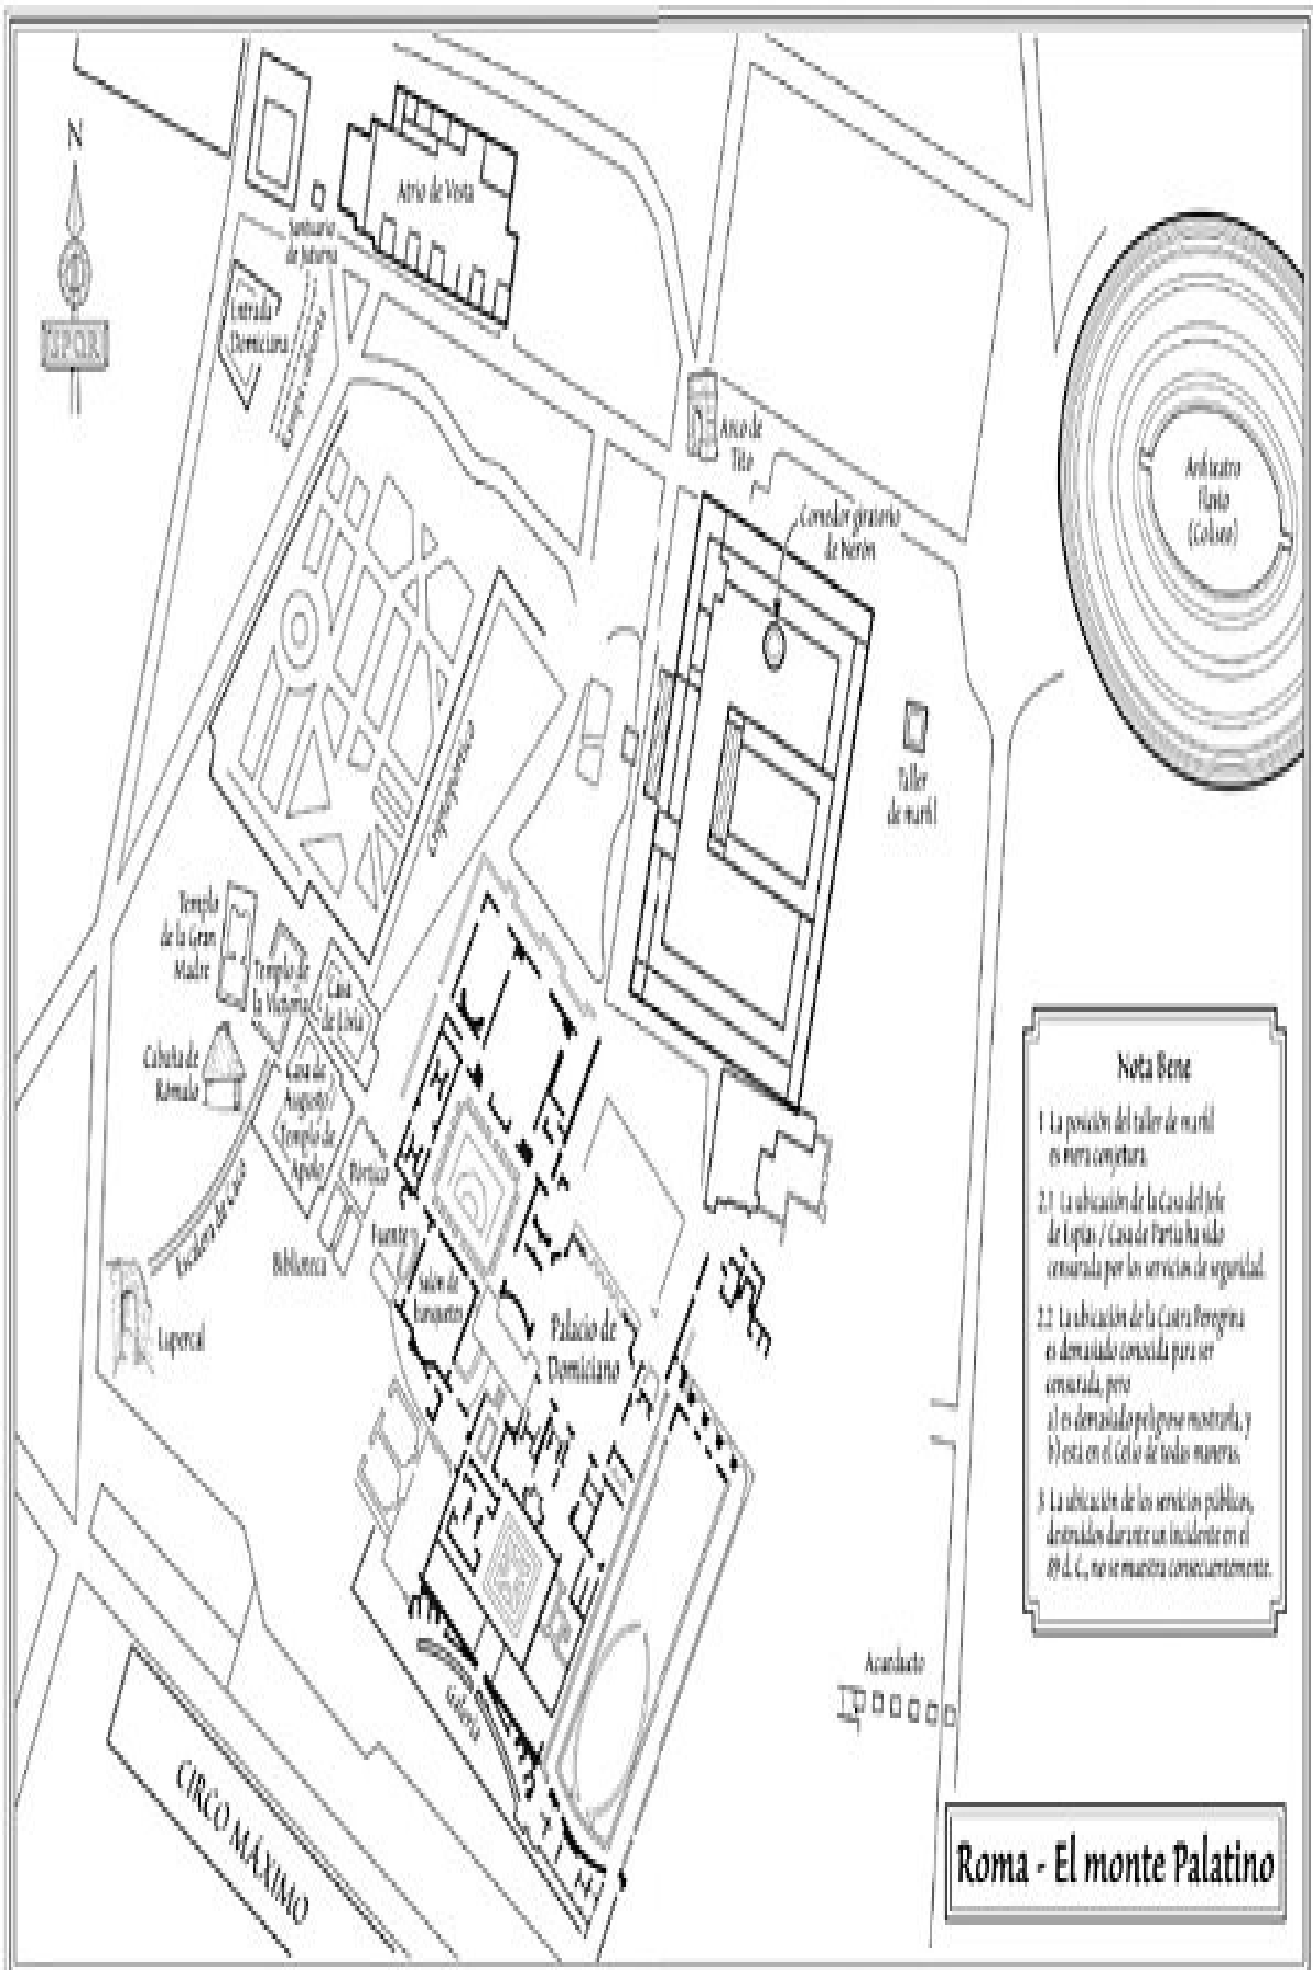 N
SPQR
Atrio de Vesta
Santuario
de Juturna
Entrada
Domiciana
Arco de
Tito
Corredor giratorio
de Nerón
Anfiteatro
Flavio
(Coliseo)
Taller
de marfil
Criptopórtico
Templo
de la Gran
Madre
Templo de
la Victoria
Casa
de Livia
Cabaña de
Rómulo
Casa de
Augusto /
Templo de
Apolo
Pórtico
Escalera de Caco
Biblioteca
Fuente
Salón de
banquetes
Lupercal
Palacio de
Domiciano
Galería
Acueducto
CIRCO MÁXIMO
Nota Bene
1 La posición del taller de marfil
es mera conjetura.
2.1 La ubicación de la Casa del Jefe
de Espías / Casa de Partia ha sido
censurada por los servicios de seguridad.
2.2 La ubicación de la Castra Peregrina
es demasiado conocida para ser
censurada, pero
a) es demasiado peligroso mostrarla, y
b) está en el Celio de todas maneras.
3 La ubicación de los servicios públicos,
destruidos durante un incidente en el
89 d. C., no se muestra consecuentemente.
Roma - El monte Palatino